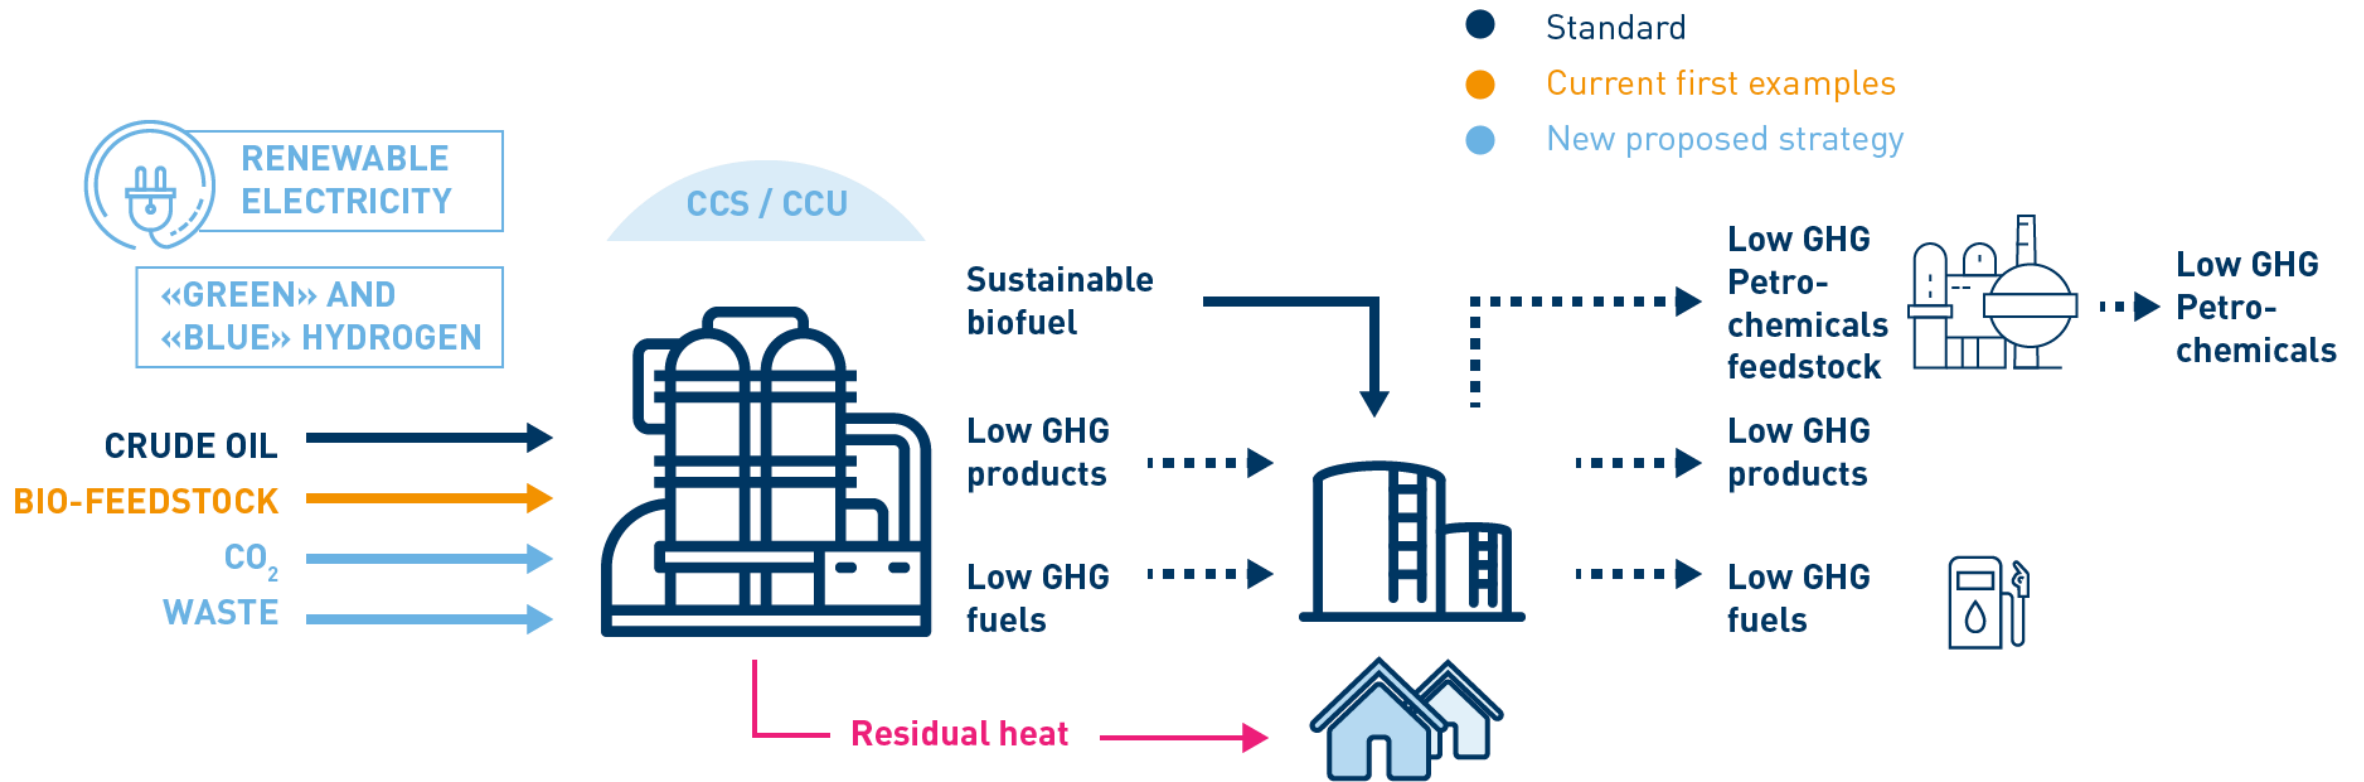 Standard
Current first examples
New proposed strategy
RENEWABLE
ELECTRICITY
«GREEN» AND
«BLUE» HYDROGEN
CRUDE OIL
BIO-FEEDSTOCK
CO₂
WASTE
CCS / CCU
Sustainable
biofuel
Low GHG
products
Low GHG
fuels
Residual heat
Low GHG
Petro-
chemicals
feedstock
Low GHG
Petro-
chemicals
Low GHG
products
Low GHG
fuels